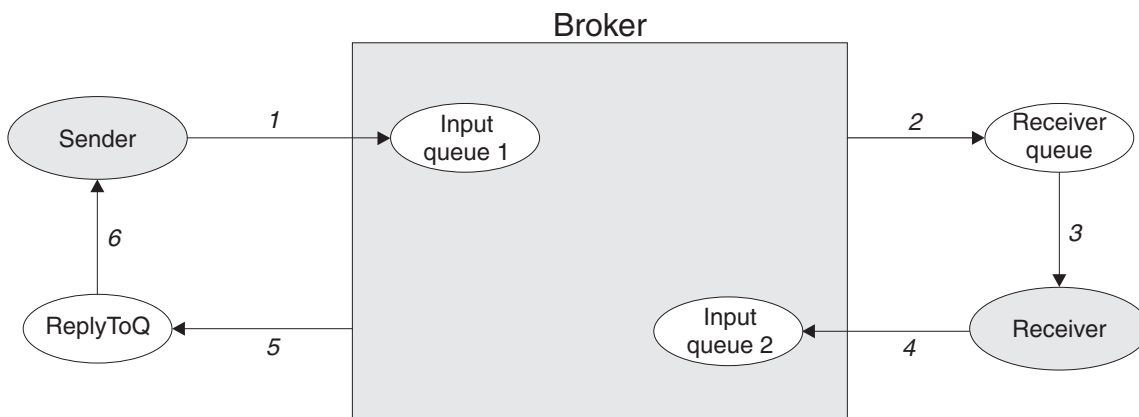 Broker
Sender
1
Input
queue 1
2
Receiver
queue
6
3
ReplyToQ
5
Input
queue 2
4
Receiver